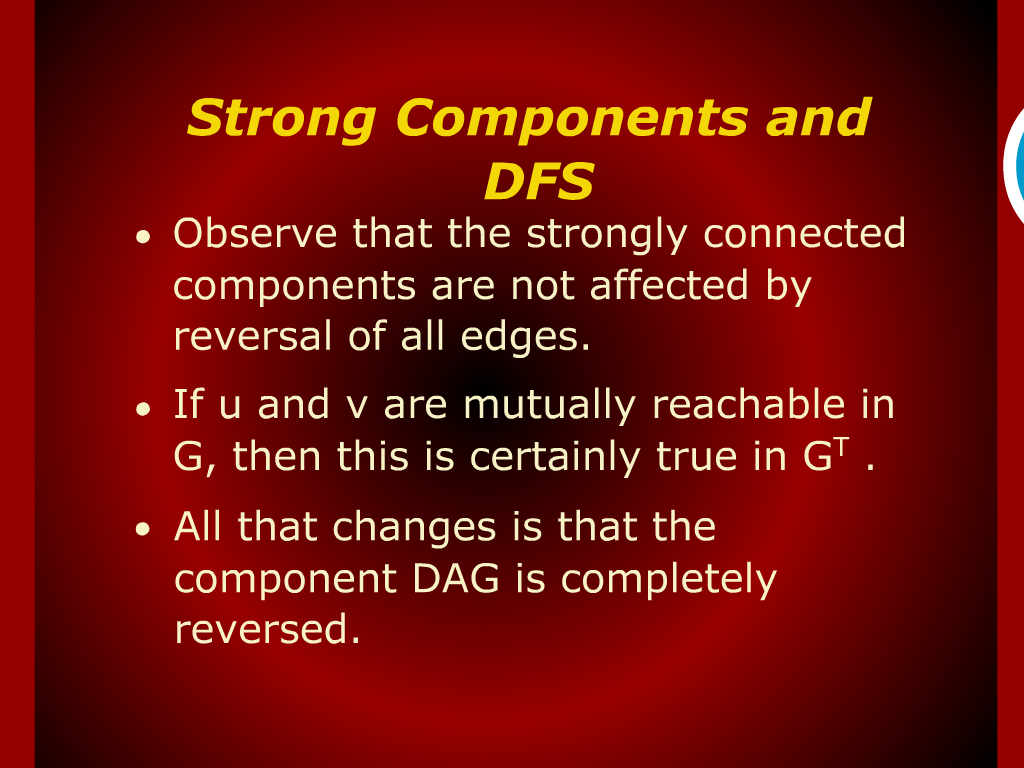 Strong Components and
DFS
• Observe that the strongly connected
components are not affected by
reversal of all edges.
• If u and v are mutually reachable in
G, then this is certainly true in Gᵀ .
• All that changes is that the
component DAG is completely
reversed.